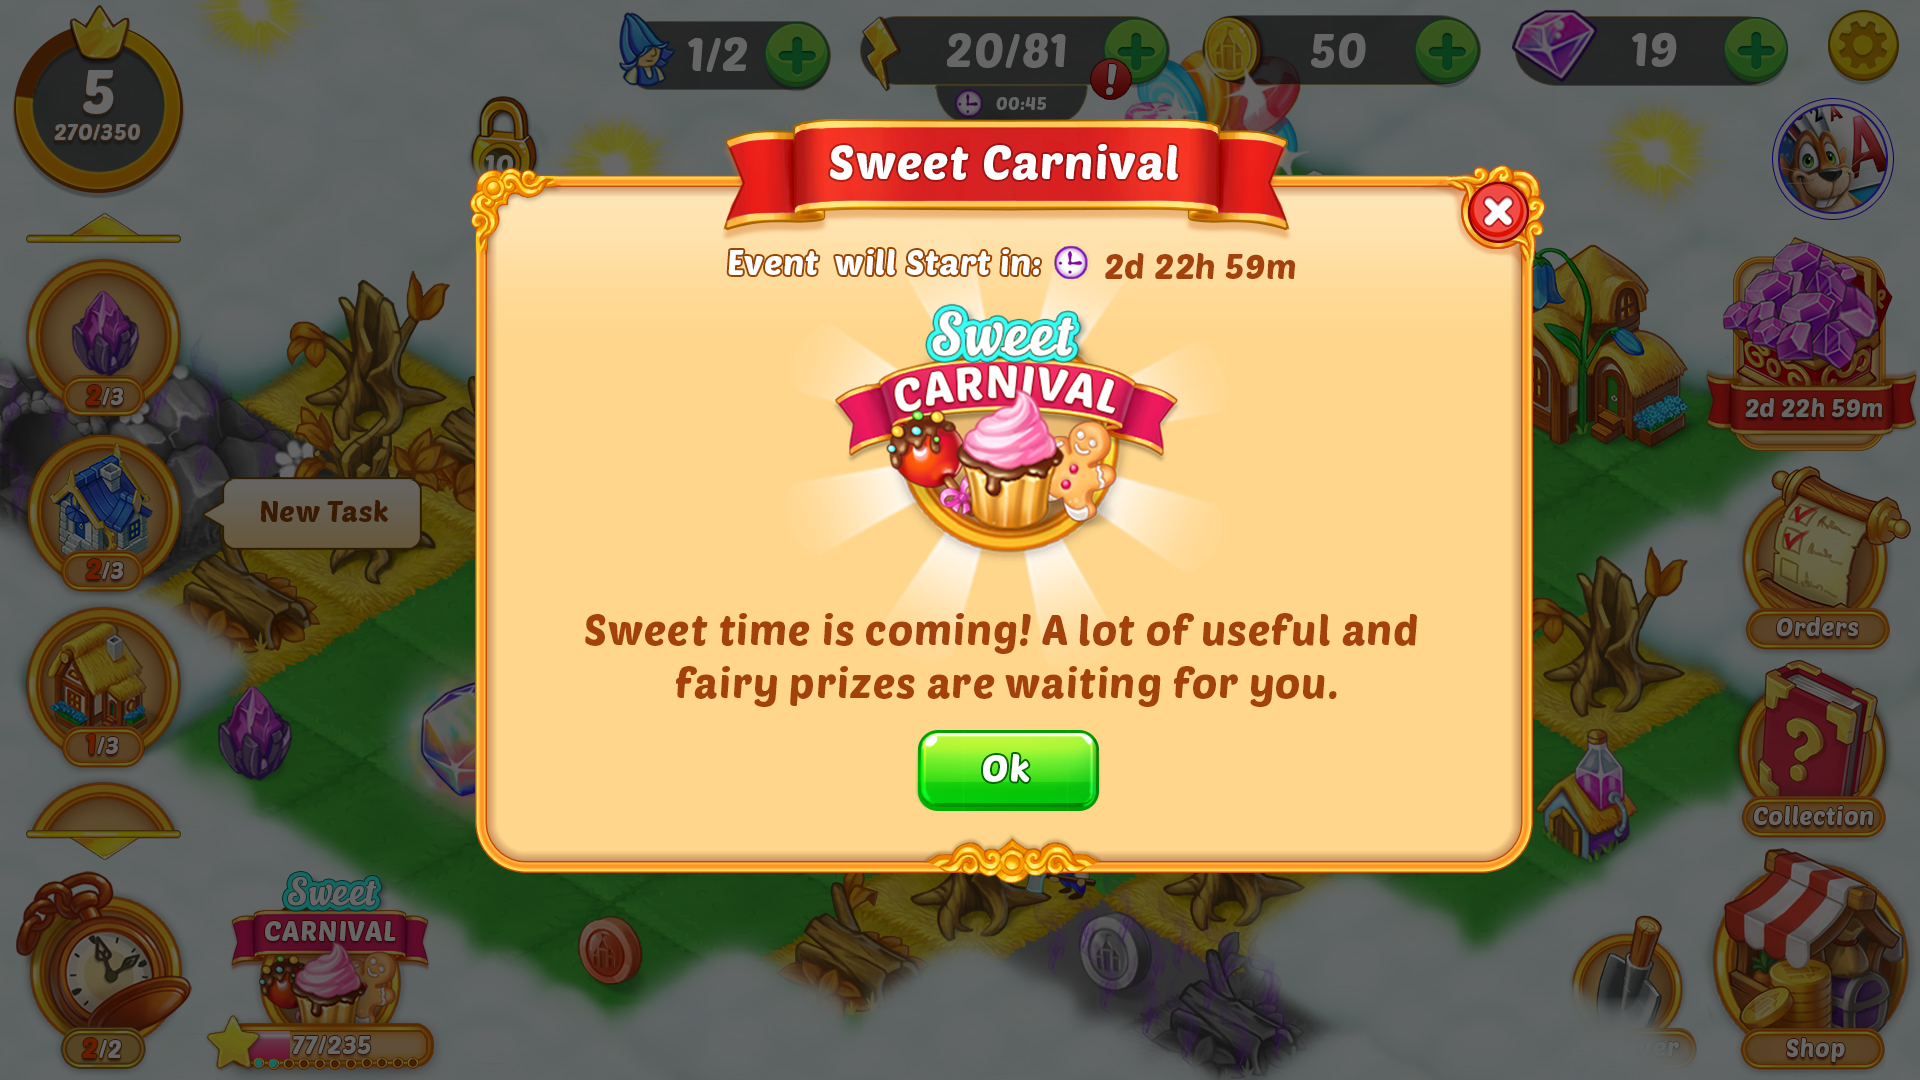 5
270/350
1/2
20/81
00:45
50
19
10
Sweet Carnival
Event will Start in: 2d 22h 59m
Sweet
CARNIVAL
Sweet time is coming! A lot of useful and
fairy prizes are waiting for you.
Ok
2/3
New Task
2/3
1/3
2/2
Sweet
CARNIVAL
77/235
2d 22h 59m
Orders
?
Collection
Shop